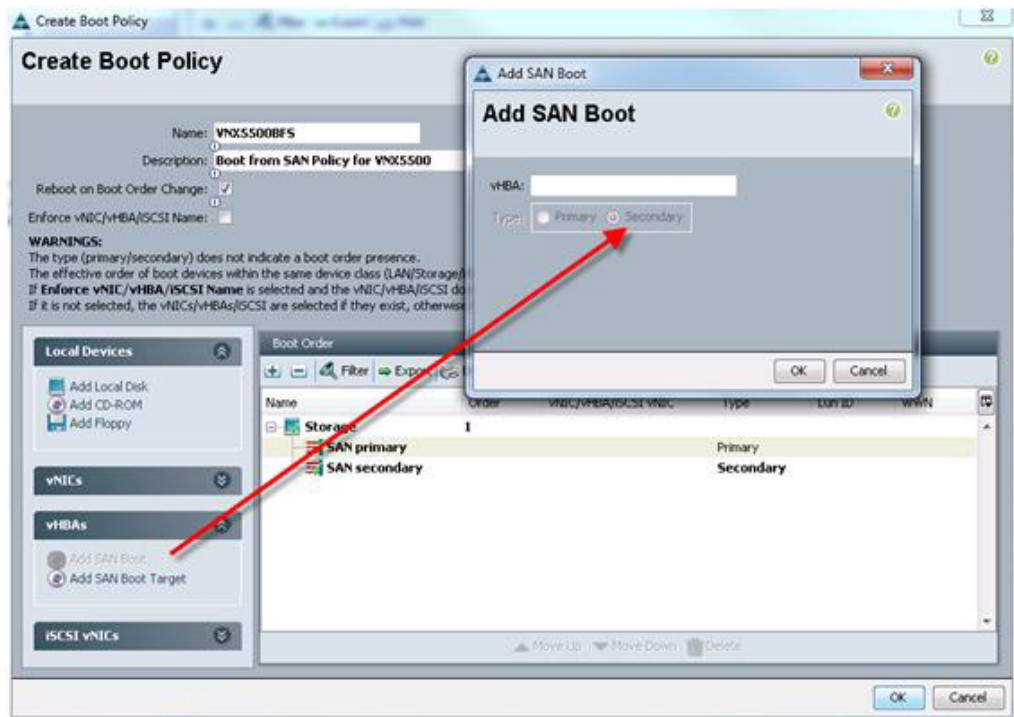 Create Boot Policy
Create Boot Policy
Add SAN Boot
Add SAN Boot
Name: VNX5500BFS
Description: Boot from SAN Policy for VNX5500
Reboot on Boot Order Change:
Enforce vNIC/vHBA/iSCSI Name:
vHBA:
Type: Primary Secondary
WARNINGS:
The type (primary/secondary) does not indicate a boot order presence.
The effective order of boot devices within the same device class (LAN/Storage/
If Enforce vNIC/vHBA/iSCSI Name is selected and the vNIC/vHBA/iSCSI do
If it is not selected, the vNICs/vHBAs/iSCSI are selected if they exist, otherwise
OK Cancel
Local Devices
Add Local Disk
Add CD-ROM
Add Floppy
vNICs
vHBAs
Add SAN Boot
Add SAN Boot Target
iSCSI vNICs
Boot Order
Filter Export
Name Order vNIC/vHBA/iSCSI vNIC Type Lun ID WWN
Storage 1
SAN primary Primary
SAN secondary Secondary
Move Up Move Down Delete
OK Cancel